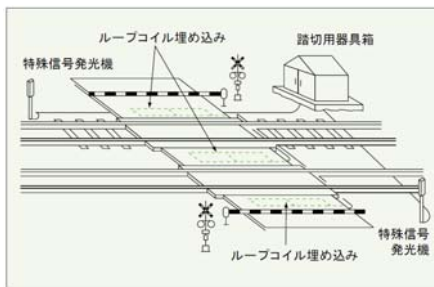 ループコイル埋め込み
踏切用器具箱
特殊信号発光機
特殊信号
発光機
ループコイル埋め込み